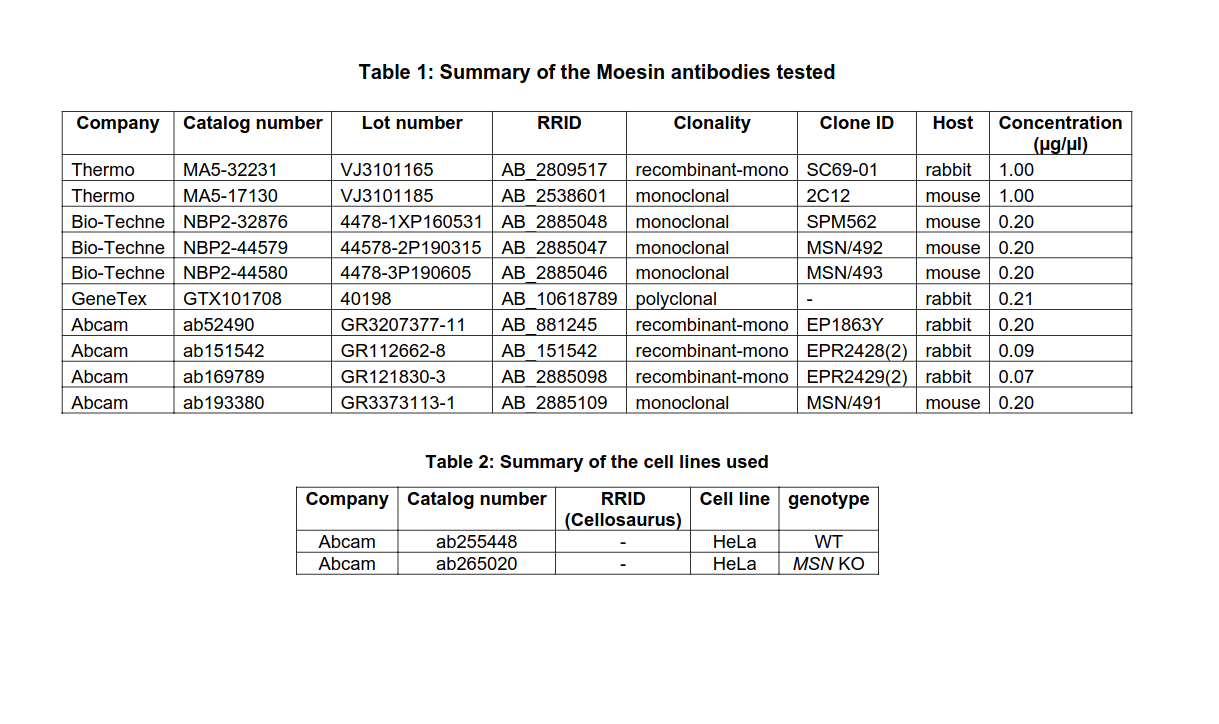 Table 1: Summary of the Moesin antibodies tested
Company Catalog number Lot number RRID Clonality Clone ID Host Concentration
(µg/µl)
Thermo MA5-32231 VJ3101165 AB_2809517 recombinant-mono SC69-01 rabbit 1.00
Thermo MA5-17130 VJ3101185 AB_2538601 monoclonal 2C12 mouse 1.00
Bio-Techne NBP2-32876 4478-1XP160531 AB_2885048 monoclonal SPM562 mouse 0.20
Bio-Techne NBP2-44579 44578-2P190315 AB_2885047 monoclonal MSN/492 mouse 0.20
Bio-Techne NBP2-44580 4478-3P190605 AB_2885046 monoclonal MSN/493 mouse 0.20
GeneTex GTX101708 40198 AB_10618789 polyclonal - rabbit 0.21
Abcam ab52490 GR3207377-11 AB_881245 recombinant-mono EP1863Y rabbit 0.20
Abcam ab151542 GR112662-8 AB_151542 recombinant-mono EPR2428(2) rabbit 0.09
Abcam ab169789 GR121830-3 AB_2885098 recombinant-mono EPR2429(2) rabbit 0.07
Abcam ab193380 GR3373113-1 AB_2885109 monoclonal MSN/491 mouse 0.20
Table 2: Summary of the cell lines used
Company Catalog number RRID Cell line genotype
(Cellosaurus)
Abcam ab255448 - HeLa WT
Abcam ab265020 - HeLa MSN KO